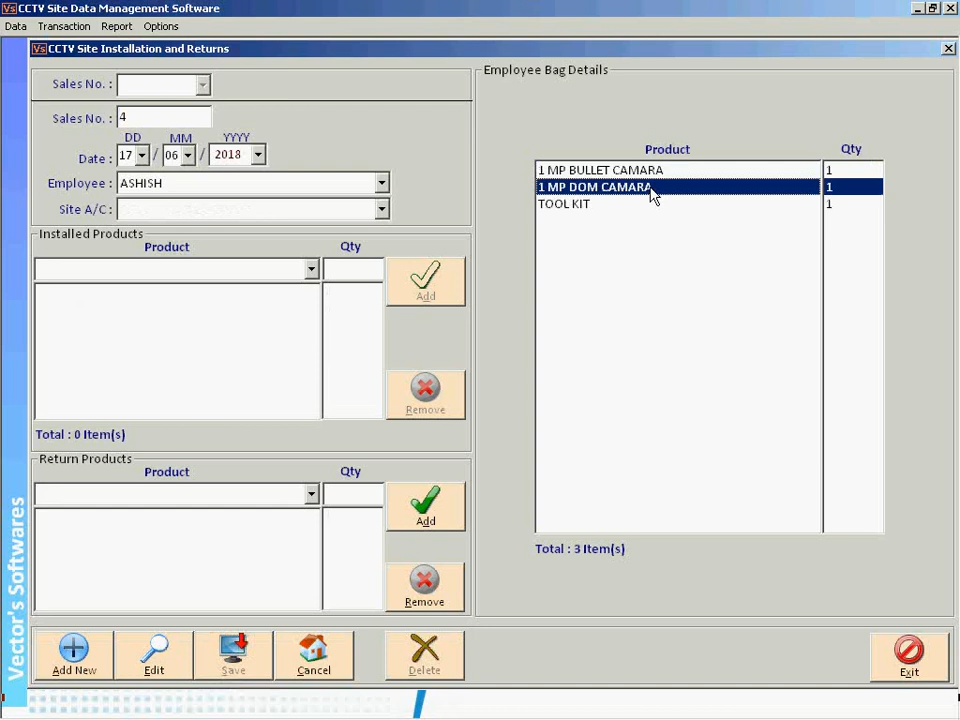 Vs CCTV Site Data Management Software
Data Transaction Report Options
Vs CCTV Site Installation and Returns
Sales No. :
Sales No. : 4
DD MM YYYY
Date : 17 / 06 / 2018
Employee : ASHISH
Site A/C :
Installed Products
Product Qty
Add
Remove
Total : 0 Item(s)
Return Products
Product Qty
Add
Remove
Employee Bag Details
Product Qty
1 MP BULLET CAMARA 1
1 MP DOM CAMARA 1
TOOL KIT 1
Total : 3 Item(s)
Add New Edit Save Cancel Delete Exit
Vector's Softwares